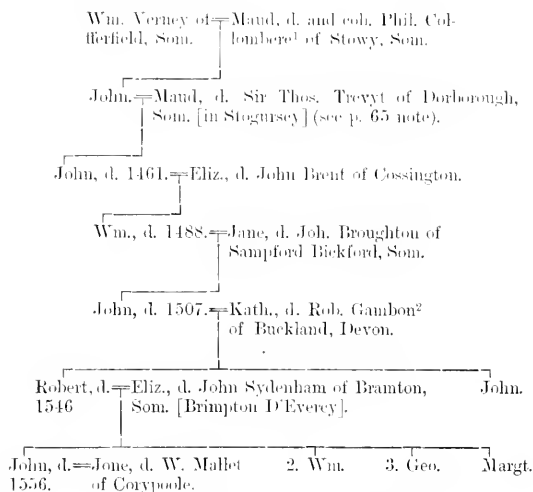 Wm. Verney of = Maud, d. and coh. Phil. Col-
fferfield, Som. lombere¹ of Stowy, Som.
John. = Maud, d. Sir Thos. Trevyt of Dorborough,
Som. [in Stogursey] (see p. 65 note).
John, d. 1461. = Eliz., d. John Brent of Cossington.
Wm., d. 1488. = Jane, d. Joh. Broughton of
Sampford Bickford, Som.
John, d. 1507. = Kath., d. Rob. Gambon²
of Buckland, Devon.
Robert, d. = Eliz., d. John Sydenham of Bramton, John.
1546 Som. [Brimpton D'Evercy].
John, d. = Jone, d. W. Mallet 2. Wm. 3. Geo. Margt.
1556. of Corypoole.